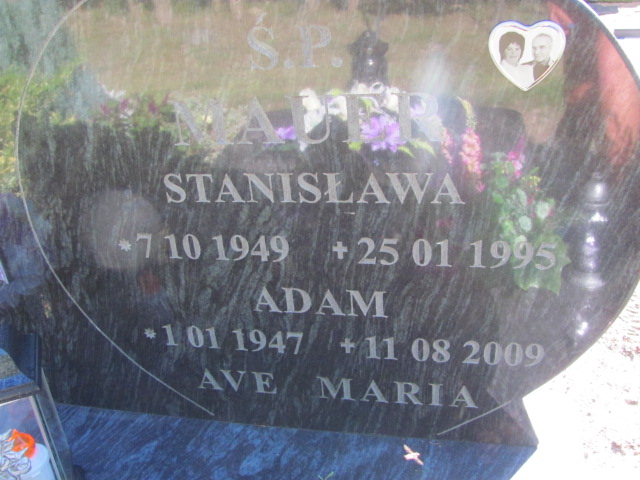 Ś.P.
MAUER
STANISŁAWA
*7 10 1949 +25 01 1995
ADAM
*1 01 1947 +11 08 2009
AVE MARIA